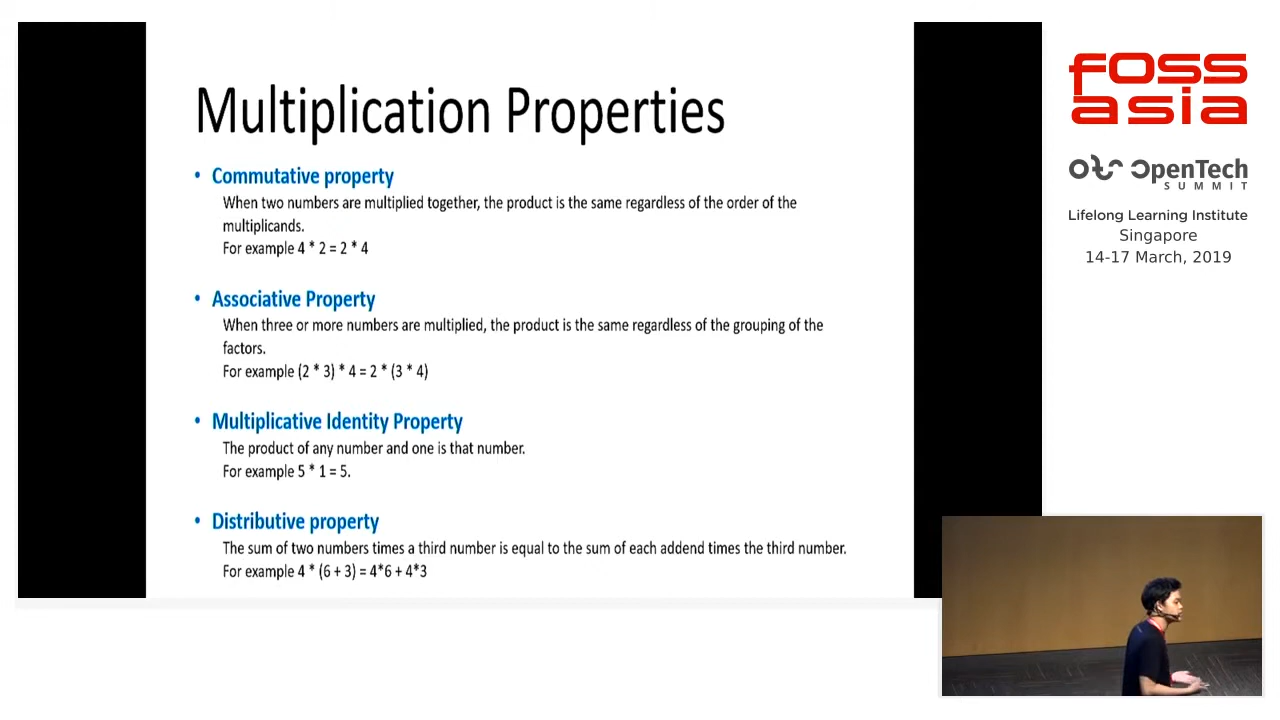 Multiplication Properties
• Commutative property
When two numbers are multiplied together, the product is the same regardless of the order of the
multiplicands.
For example 4 * 2 = 2 * 4
• Associative Property
When three or more numbers are multiplied, the product is the same regardless of the grouping of the
factors.
For example (2 * 3) * 4 = 2 * (3 * 4)
• Multiplicative Identity Property
The product of any number and one is that number.
For example 5 * 1 = 5.
• Distributive property
The sum of two numbers times a third number is equal to the sum of each addend times the third number.
For example 4 * (6 + 3) = 4*6 + 4*3
foss
asia
OpenTech
SUMMIT
Lifelong Learning Institute
Singapore
14-17 March, 2019